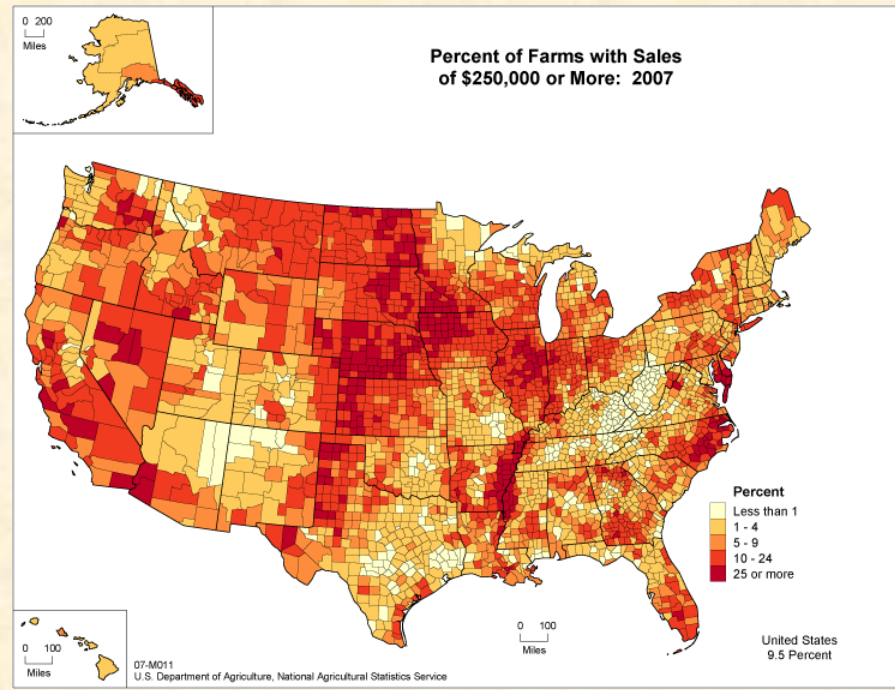 0 200
Miles
Percent of Farms with Sales
of $250,000 or More: 2007
Percent
Less than 1
1 - 4
5 - 9
10 - 24
25 or more
0 100
Miles
0 100
Miles
United States
9.5 Percent
07-M011
U.S. Department of Agriculture, National Agricultural Statistics Service